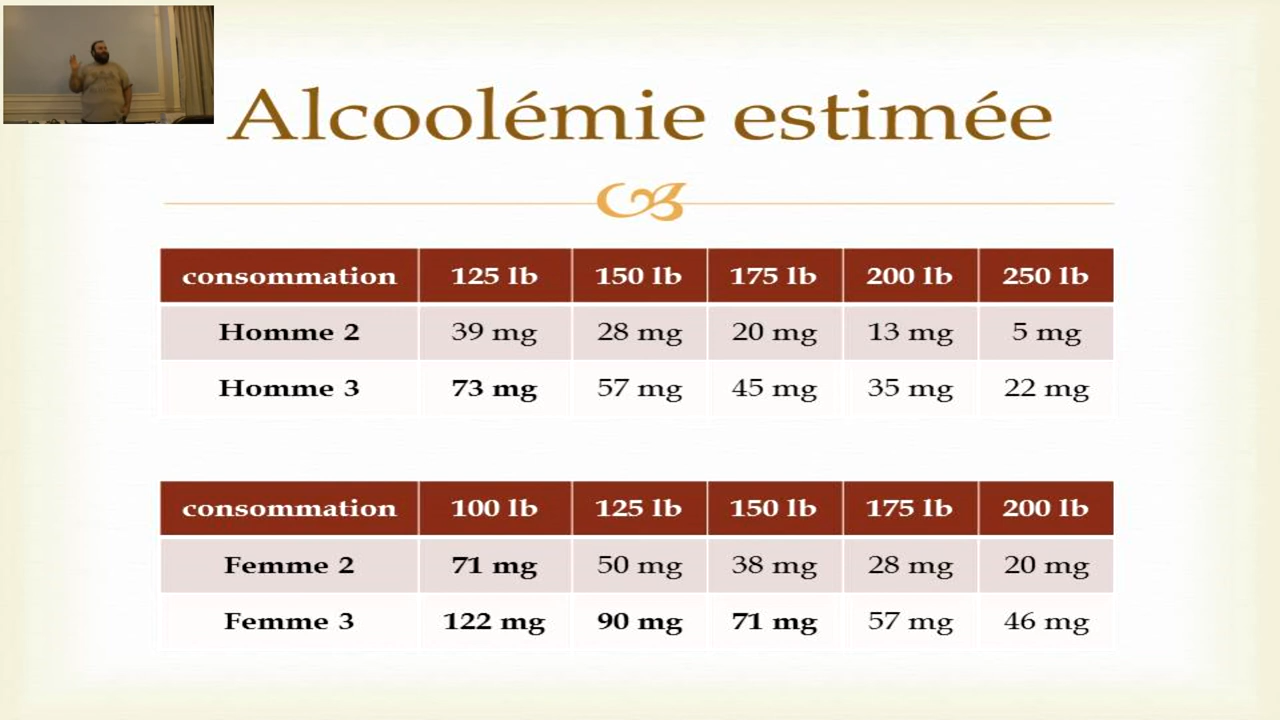 Alcoolémie estimée
consommation 125 lb 150 lb 175 lb 200 lb 250 lb
Homme 2 39 mg 28 mg 20 mg 13 mg 5 mg
Homme 3 73 mg 57 mg 45 mg 35 mg 22 mg
consommation 100 lb 125 lb 150 lb 175 lb 200 lb
Femme 2 71 mg 50 mg 38 mg 28 mg 20 mg
Femme 3 122 mg 90 mg 71 mg 57 mg 46 mg